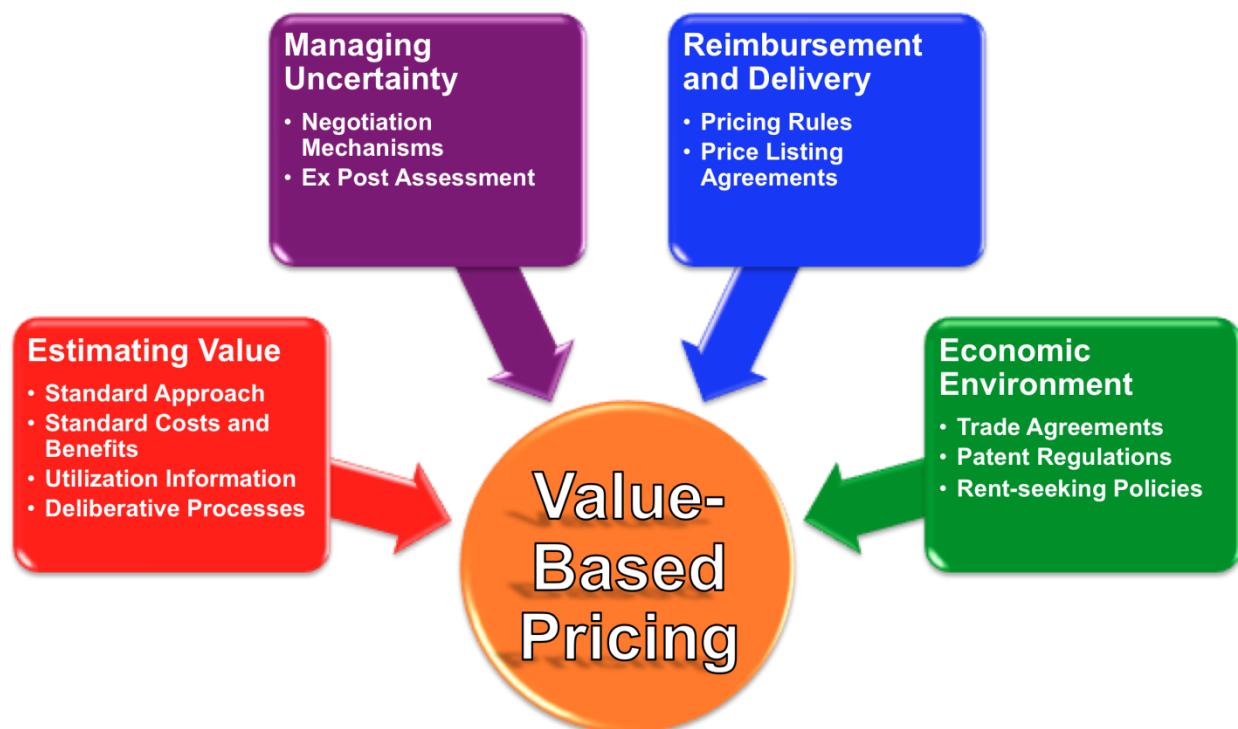 Managing
Uncertainty
• Negotiation
Mechanisms
• Ex Post Assessment
Reimbursement
and Delivery
• Pricing Rules
• Price Listing
Agreements
Estimating Value
• Standard Approach
• Standard Costs and
Benefits
• Utilization Information
• Deliberative Processes
Economic
Environment
• Trade Agreements
• Patent Regulations
• Rent-seeking Policies
Value-
Based
Pricing